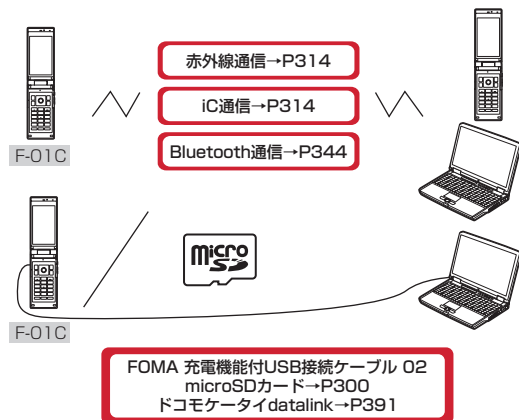 赤外線通信→P314
iC通信→P314
F-01C
Bluetooth通信→P344
micro
SD
F-01C
FOMA 充電機能付USB接続ケーブル 02
microSDカード→P300
ドコモケータイdatalink→P391